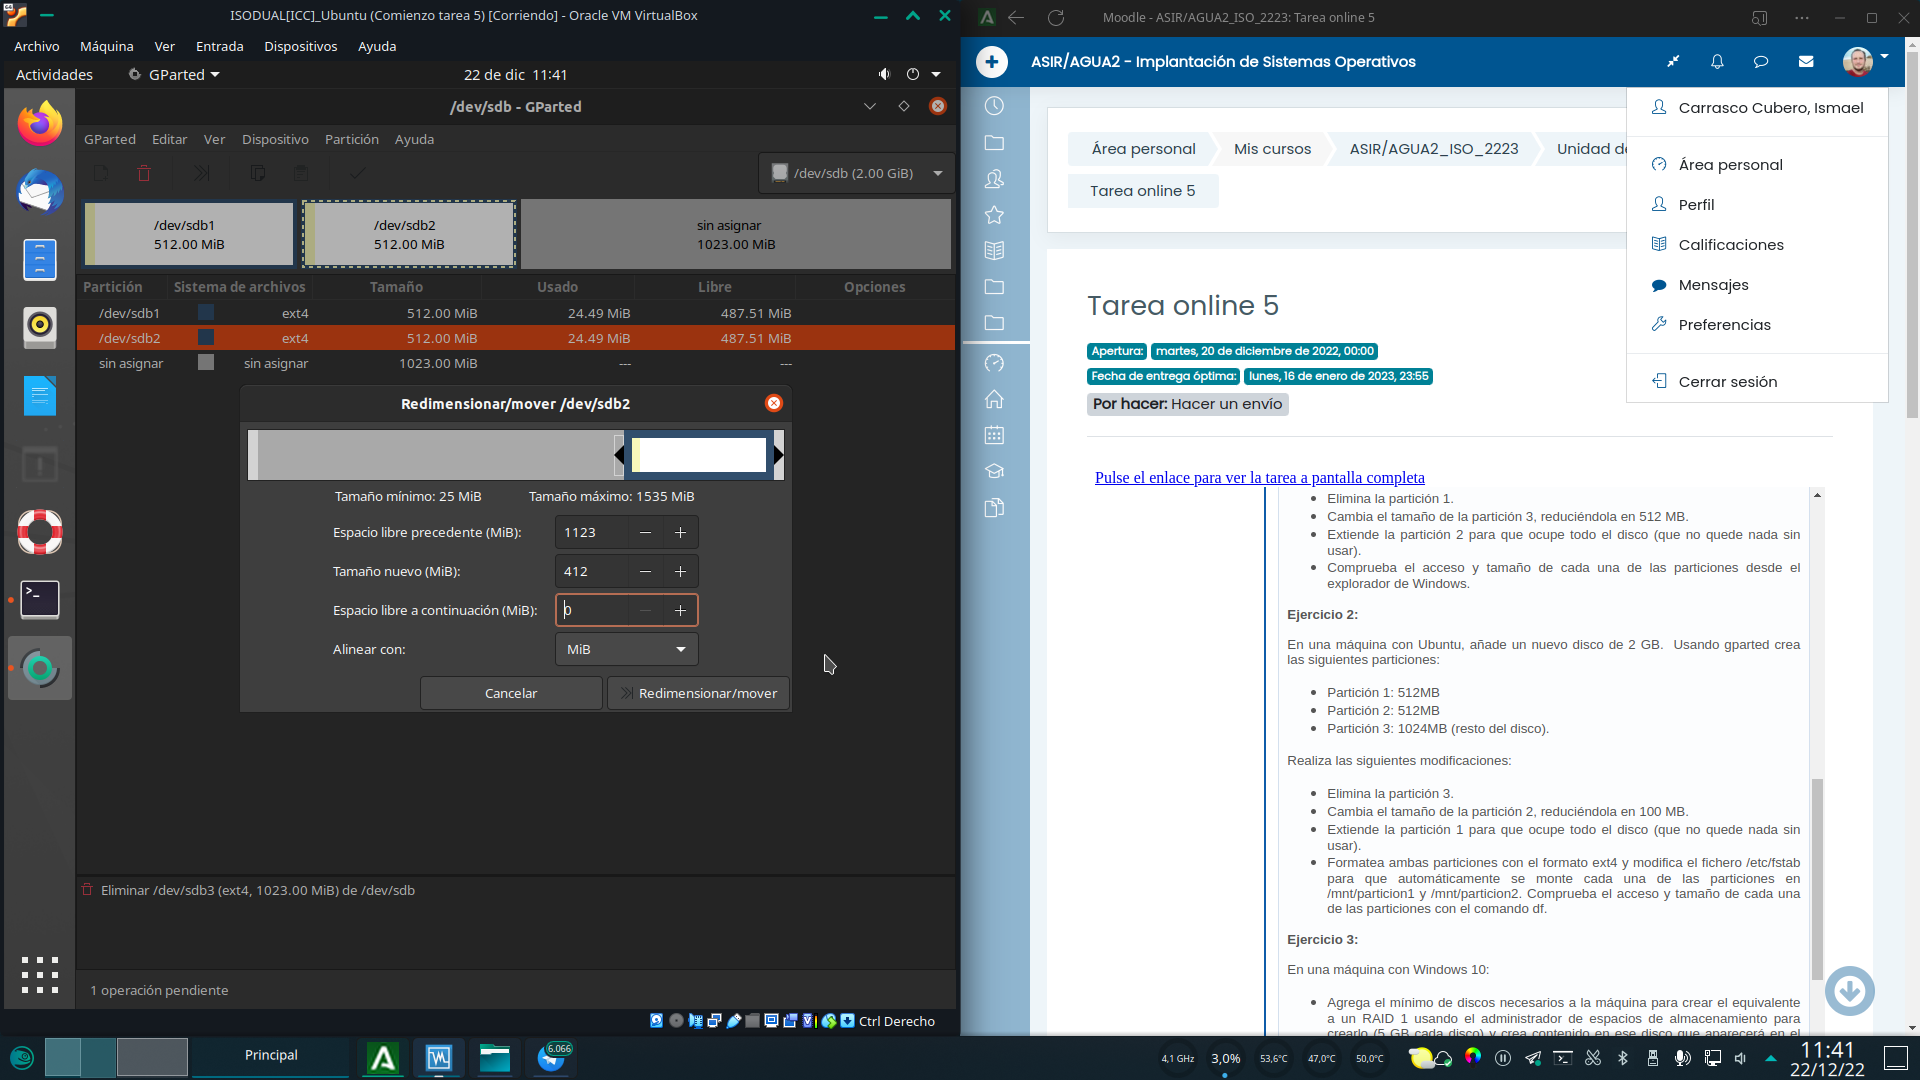 ISODUAL[ICC]_Ubuntu (Comienzo tarea 5) [Corriendo] - Oracle VM VirtualBox
Archivo Máquina Ver Entrada Dispositivos Ayuda
Actividades GParted 22 de dic 11:41
/dev/sdb - GParted
GParted Editar Ver Dispositivo Partición Ayuda
/dev/sdb (2.00 GiB)
/dev/sdb1
512.00 MiB
/dev/sdb2
512.00 MiB
sin asignar
1023.00 MiB
Partición Sistema de archivos Tamaño Usado Libre Opciones
/dev/sdb1 ext4 512.00 MiB 24.49 MiB 487.51 MiB
/dev/sdb2 ext4 512.00 MiB 24.49 MiB 487.51 MiB
sin asignar sin asignar 1023.00 MiB --- ---
Redimensionar/mover /dev/sdb2
Tamaño mínimo: 25 MiB Tamaño máximo: 1535 MiB
Espacio libre precedente (MiB): 1123
Tamaño nuevo (MiB): 412
Espacio libre a continuación (MiB): 0
Alinear con: MiB
Cancelar Redimensionar/mover
Eliminar /dev/sdb3 (ext4, 1023.00 MiB) de /dev/sdb
1 operación pendiente
Ctrl Derecho
Moodle - ASIR/AGUA2_ISO_2223: Tarea online 5
ASIR/AGUA2 - Implantación de Sistemas Operativos
Área personal Mis cursos ASIR/AGUA2_ISO_2223 Unidad de
Tarea online 5
Carrasco Cubero, Ismael
Área personal
Perfil
Calificaciones
Mensajes
Preferencias
Cerrar sesión
Tarea online 5
Apertura: martes, 20 de diciembre de 2022, 00:00
Fecha de entrega óptima: lunes, 16 de enero de 2023, 23:55
Por hacer: Hacer un envío
Pulse el enlace para ver la tarea a pantalla completa
Elimina la partición 1.
Cambia el tamaño de la partición 3, reduciéndola en 512 MB.
Extiende la partición 2 para que ocupe todo el disco (que no quede nada sin
usar).
Comprueba el acceso y tamaño de cada una de las particiones desde el
explorador de Windows.
Ejercicio 2:
En una máquina con Ubuntu, añade un nuevo disco de 2 GB. Usando gparted crea
las siguientes particiones:
Partición 1: 512MB
Partición 2: 512MB
Partición 3: 1024MB (resto del disco).
Realiza las siguientes modificaciones:
Elimina la partición 3.
Cambia el tamaño de la partición 2, reduciéndola en 100 MB.
Extiende la partición 1 para que ocupe todo el disco (que no quede nada sin
usar).
Formatea ambas particiones con el formato ext4 y modifica el fichero /etc/fstab
para que automáticamente se monte cada una de las particiones en
/mnt/particion1 y /mnt/particion2. Comprueba el acceso y tamaño de cada una
de las particiones con el comando df.
Ejercicio 3:
En una máquina con Windows 10:
Agrega el mínimo de discos necesarios a la máquina para crear el equivalente
a un RAID 1 usando el administrador de espacios de almacenamiento para
crearlo (5 GB cada disco) y crea contenido en ese disco que aparecerá en el
Principal 6.066 4,1 GHz 3,0% 53,6°C 47,0°C 50,0°C 11:41
22/12/22